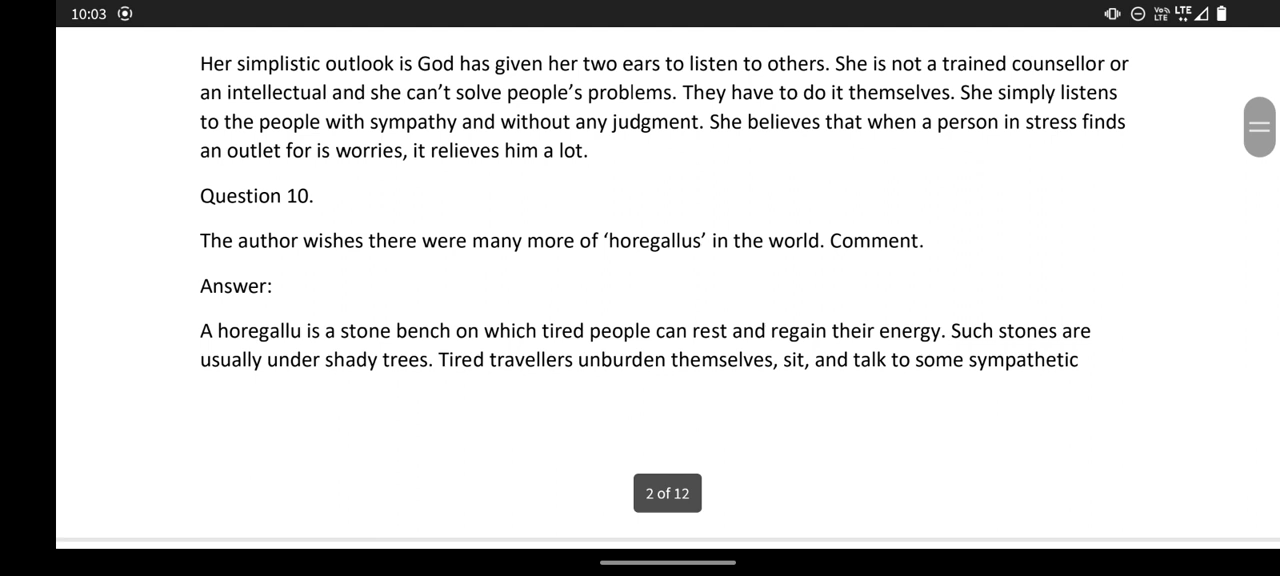 10:03
Vo LTE LTE
Her simplistic outlook is God has given her two ears to listen to others. She is not a trained counsellor or
an intellectual and she can’t solve people’s problems. They have to do it themselves. She simply listens
to the people with sympathy and without any judgment. She believes that when a person in stress finds
an outlet for is worries, it relieves him a lot.
Question 10.
The author wishes there were many more of ‘horegallus’ in the world. Comment.
Answer:
A horegallu is a stone bench on which tired people can rest and regain their energy. Such stones are
usually under shady trees. Tired travellers unburden themselves, sit, and talk to some sympathetic
2 of 12